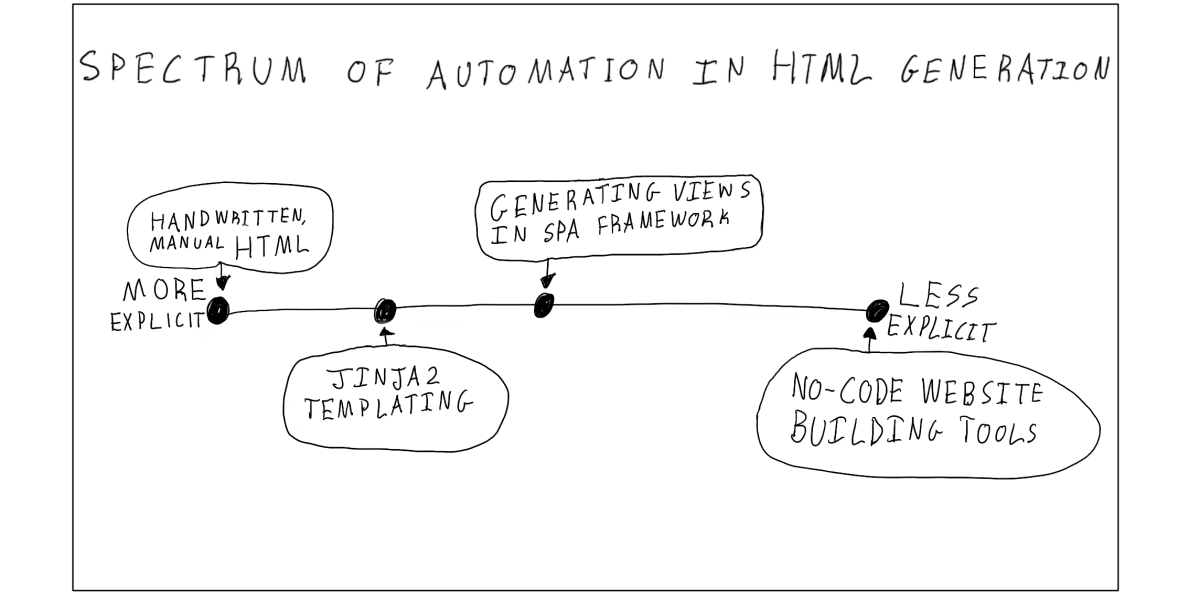 SPECTRUM OF AUTOMATION IN HTML GENERATION
HANDWRITTEN,
MANUAL HTML
GENERATING VIEWS
IN SPA FRAMEWORK
MORE
EXPLICIT
LESS
EXPLICIT
JINJA2
TEMPLATING
NO-CODE WEBSITE
BUILDING TOOLS